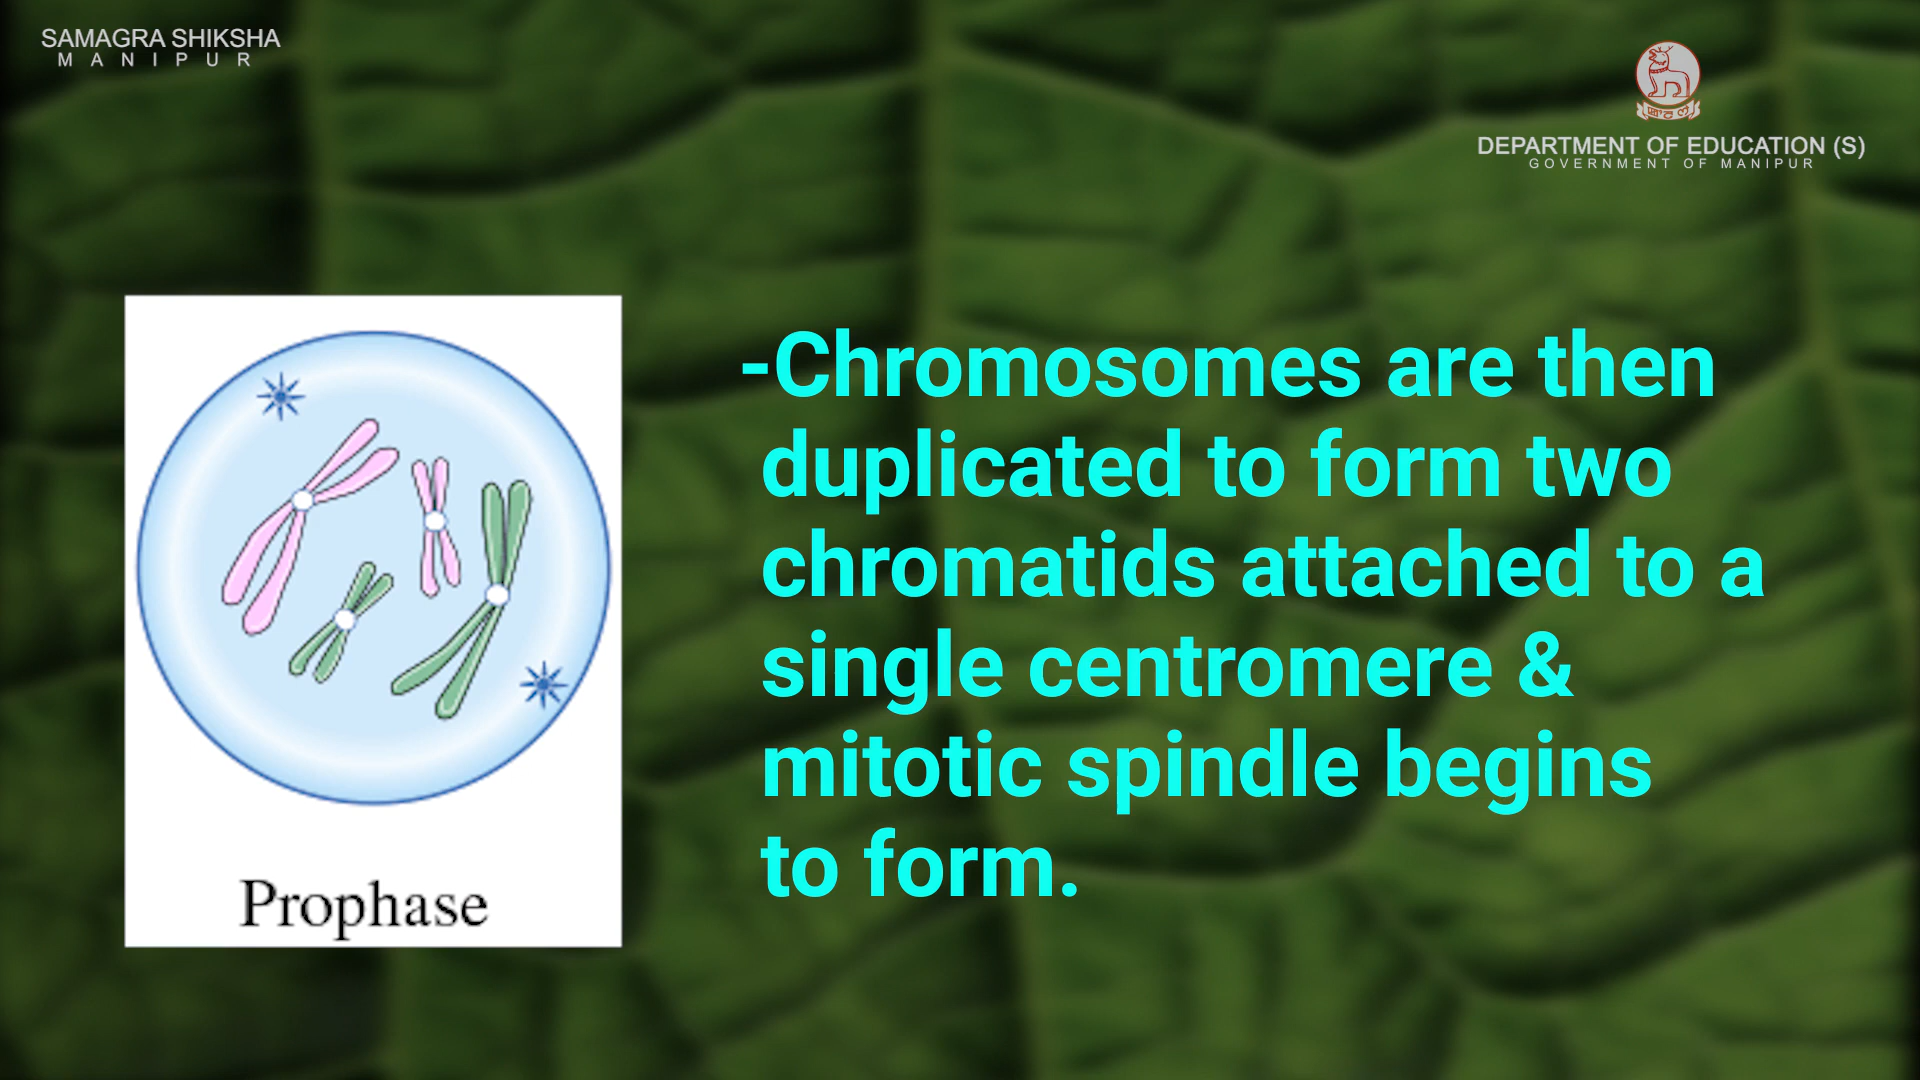 SAMAGRA SHIKSHA
MANIPUR
DEPARTMENT OF EDUCATION (S)
GOVERNMENT OF MANIPUR
-Chromosomes are then
duplicated to form two
chromatids attached to a
single centromere &
mitotic spindle begins
to form.
Prophase